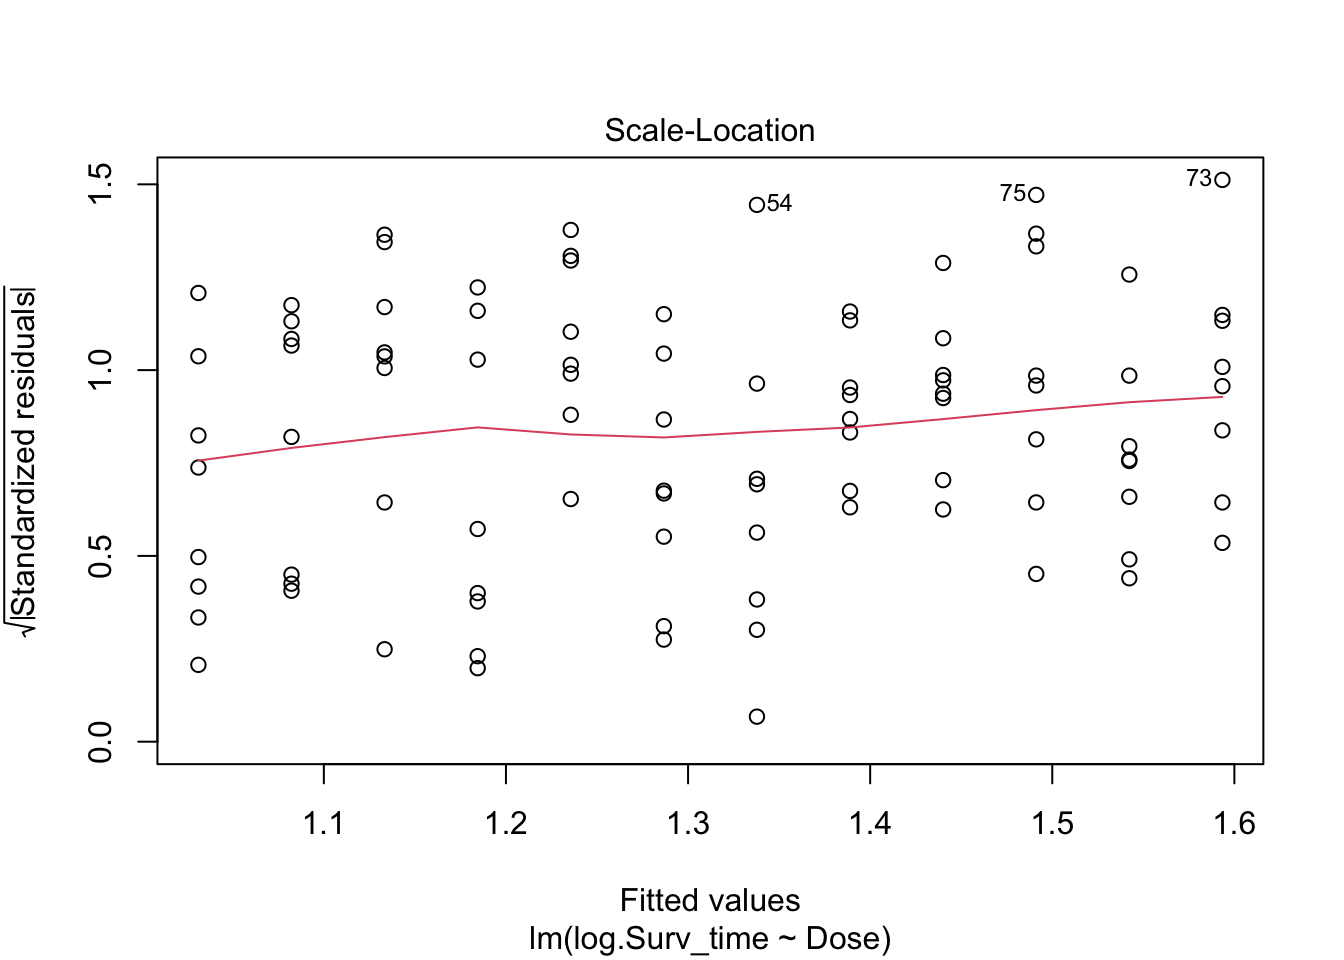 Scale-Location
√|Standardized residuals|
1.5
1.0
0.5
0.0
54
75
73
1.1 1.2 1.3 1.4 1.5 1.6
Fitted values
lm(log.Surv_time ~ Dose)